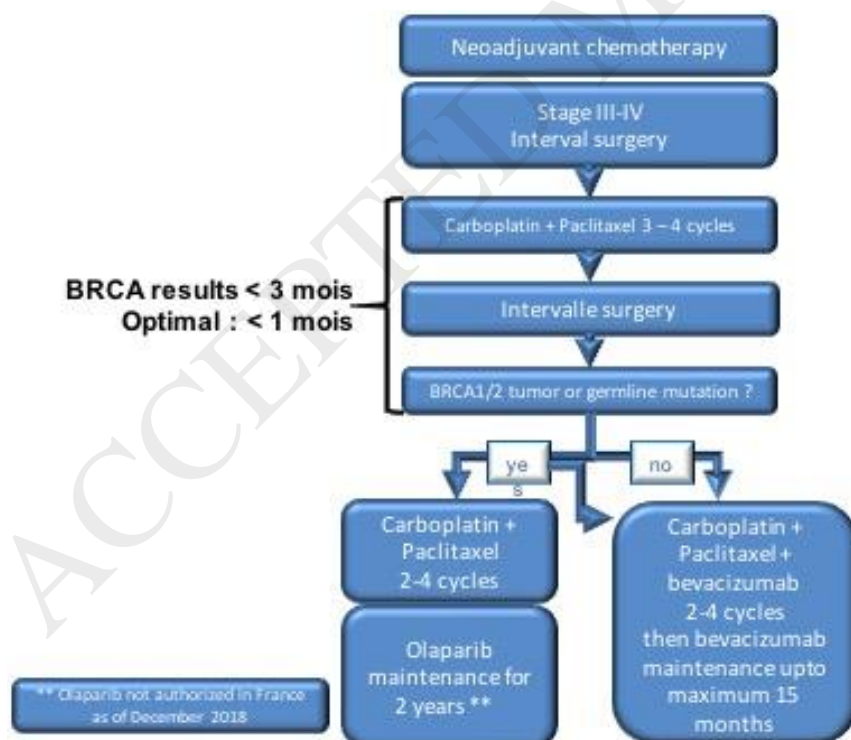 Neoadjuvant chemotherapy
Stage III-IV
Interval surgery
Carboplatin + Paclitaxel 3 – 4 cycles
BRCA results < 3 mois
Optimal : < 1 mois
Intervalle surgery
BRCA1/2 tumor or germline mutation ?
ye
s
no
Carboplatin +
Paclitaxel
2-4 cycles
Carboplatin +
Paclitaxel +
bevacizumab
2-4 cycles
then bevacizumab
maintenance upto
maximum 15
months
Olaparib
maintenance for
2 years **
** Olaparib not authorized in France
as of December 2018
ACCEPTED M